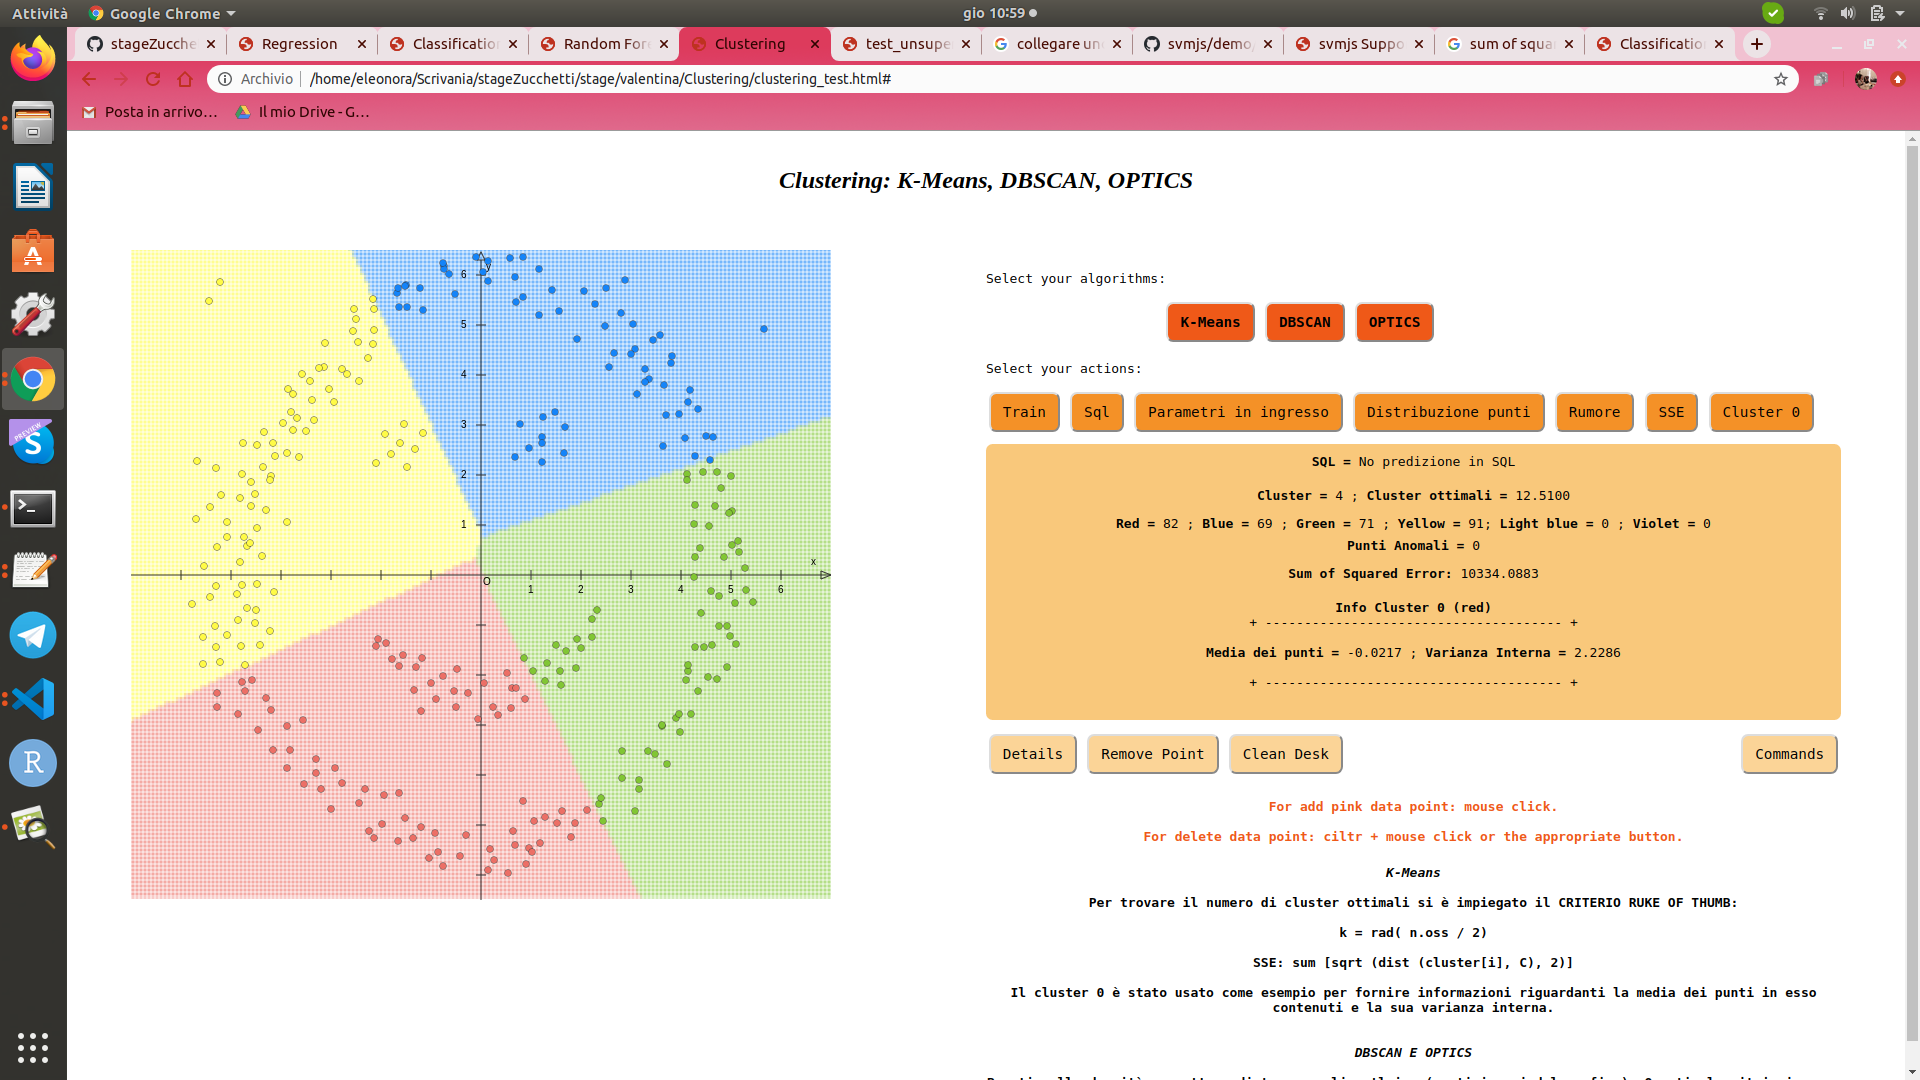 Attività Google Chrome gio 10:59
stageZucche Regression Classificatio Random For Clustering test_unsupe collegare un svmjs/demo svmjs Suppo sum of squa Classificatio
Archivio /home/eleonora/Scrivania/stageZucchetti/stage/valentina/Clustering/clustering_test.html#
Posta in arrivo… Il mio Drive - G…
Clustering: K-Means, DBSCAN, OPTICS
y
6
5
4
3
2
1
O
1 2 3 4 5 6
x
Select your algorithms:
K-Means DBSCAN OPTICS
Select your actions:
Train Sql Parametri in ingresso Distribuzione punti Rumore SSE Cluster 0
SQL = No predizione in SQL
Cluster = 4 ; Cluster ottimali = 12.5100
Red = 82 ; Blue = 69 ; Green = 71 ; Yellow = 91; Light blue = 0 ; Violet = 0
Punti Anomali = 0
Sum of Squared Error: 10334.0883
Info Cluster 0 (red)
+ -------------------------------------- +
Media dei punti = -0.0217 ; Varianza Interna = 2.2286
+ -------------------------------------- +
Details Remove Point Clean Desk Commands
For add pink data point: mouse click.
For delete data point: ciltr + mouse click or the appropriate button.
K-Means
Per trovare il numero di cluster ottimali si è impiegato il CRITERIO RUKE OF THUMB:
k = rad( n.oss / 2)
SSE: sum [sqrt (dist (cluster[i], C), 2)]
Il cluster 0 è stato usato come esempio per fornire informazioni riguardanti la media dei punti in esso
contenuti e la sua varianza interna.
DBSCAN E OPTICS